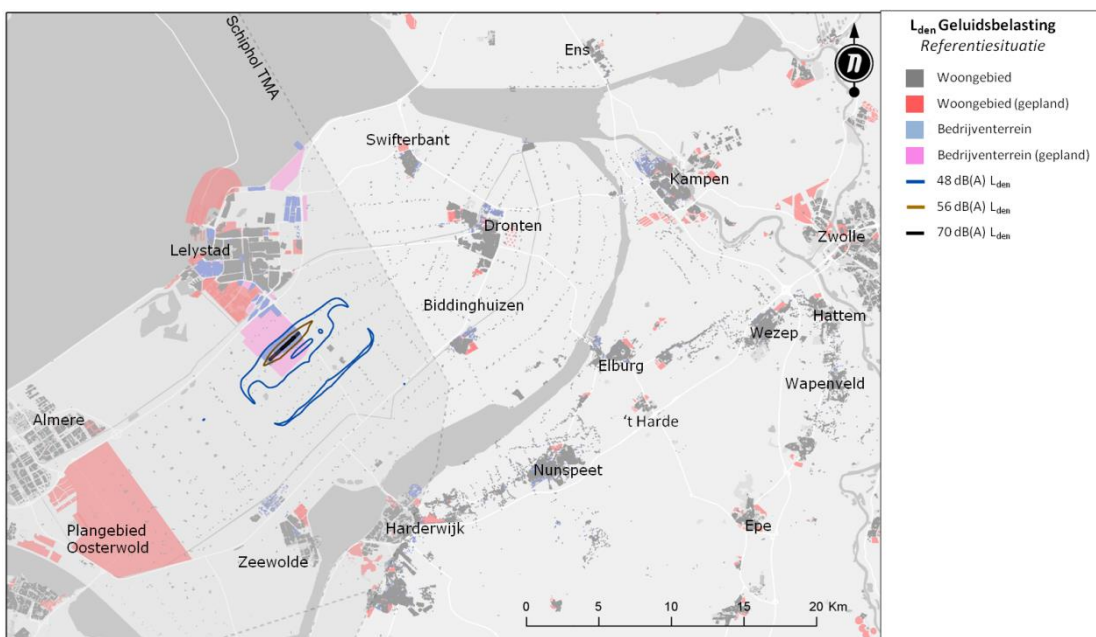 Schiphol TMA
Ens
Swifterbant
Kampen
Dronten
Zwolle
Lelystad
Biddinghuizen
Hattem
Wezep
Elburg
Wapenveld
Almere
't Harde
Nunspeet
Plangebied
Oosterwold
Harderwijk
Epe
Zeewolde
0 5 10 15 20 Km
Lden Geluidsbelasting
Referentiesituatie
n
Woongebied
Woongebied (gepland)
Bedrijventerrein
Bedrijventerrein (gepland)
48 dB(A) Lden
56 dB(A) Lden
70 dB(A) Lden